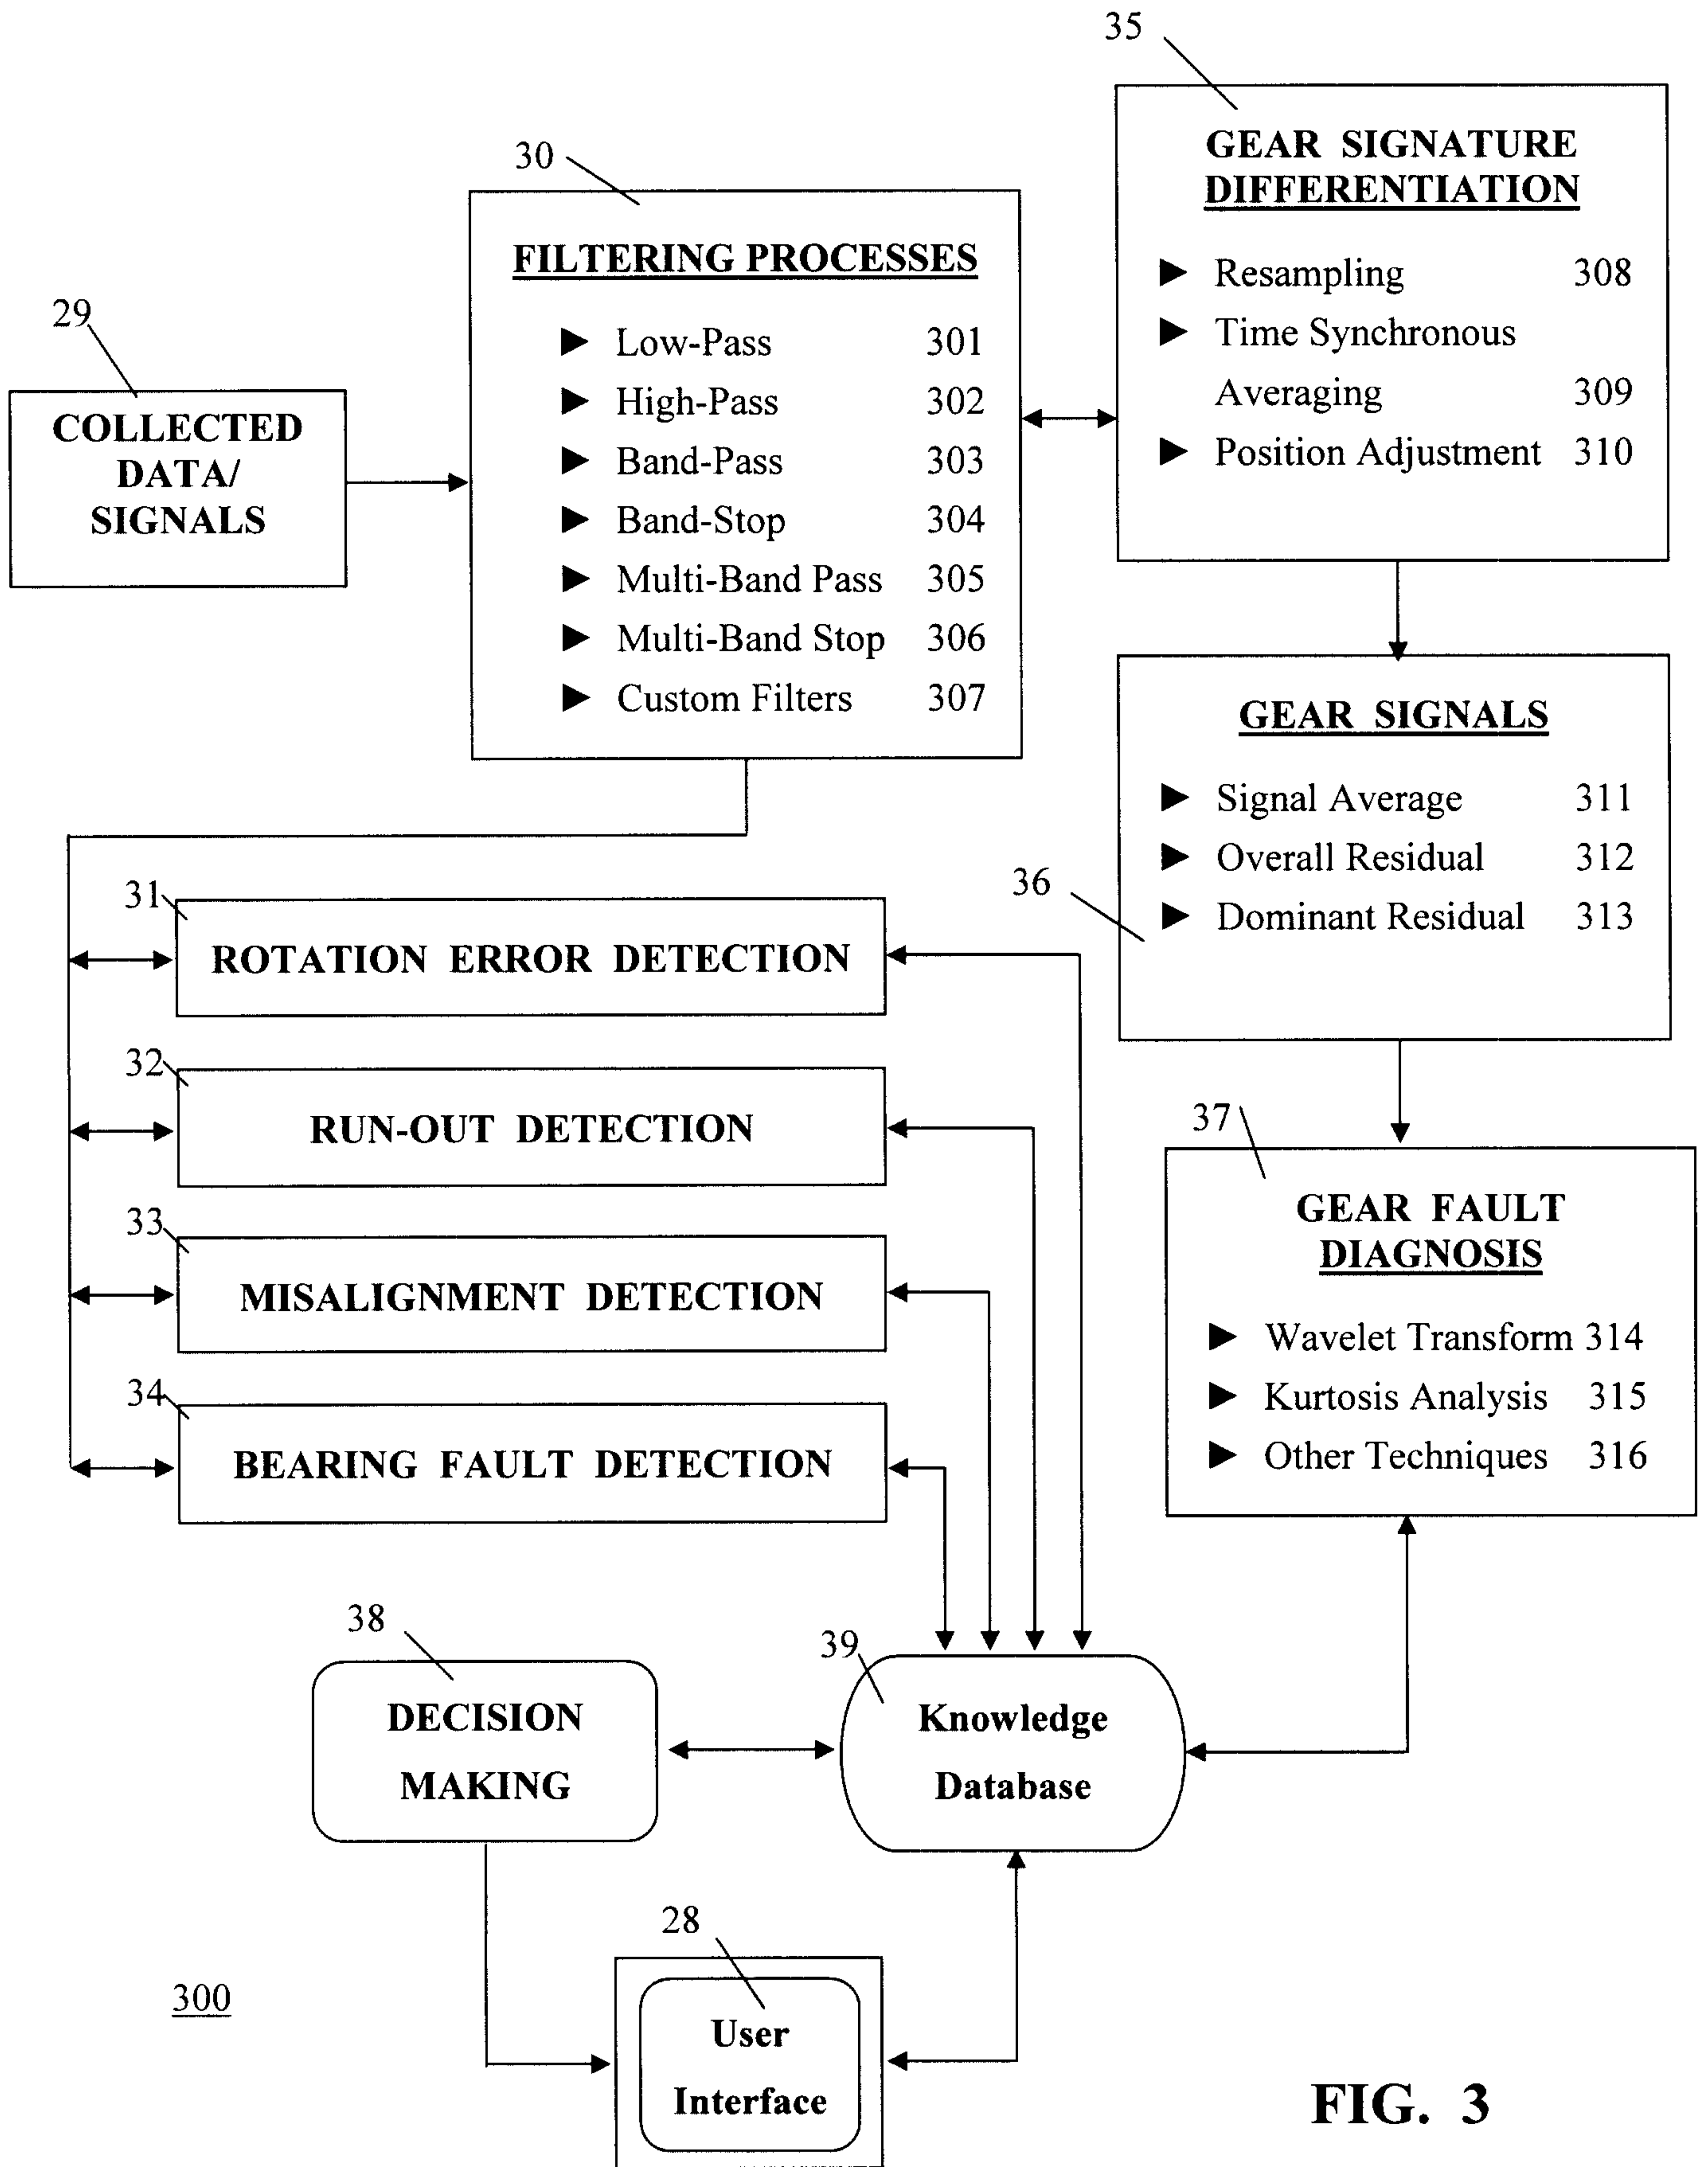 35
GEAR SIGNATURE
DIFFERENTIATION
Resampling 308
Time Synchronous
Averaging 309
Position Adjustment 310
30
FILTERING PROCESSES
Low-Pass 301
High-Pass 302
Band-Pass 303
Band-Stop 304
Multi-Band Pass 305
Multi-Band Stop 306
Custom Filters 307
29
COLLECTED
DATA/
SIGNALS
GEAR SIGNALS
Signal Average 311
Overall Residual 312
Dominant Residual 313
36
31
ROTATION ERROR DETECTION
32
RUN-OUT DETECTION
33
MISALIGNMENT DETECTION
34
BEARING FAULT DETECTION
37
GEAR FAULT
DIAGNOSIS
Wavelet Transform 314
Kurtosis Analysis 315
Other Techniques 316
38
DECISION
MAKING
39
Knowledge
Database
28
User
Interface
300
FIG. 3